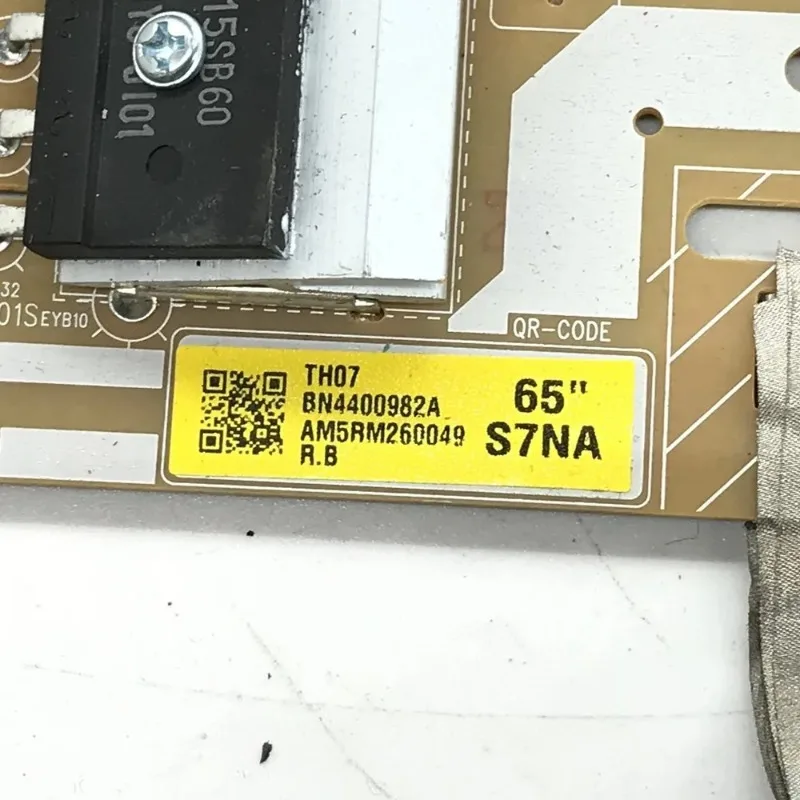 15SB60
32
01S EYB10
QR-CODE
TH07
BN4400982A
AM5RM260049
R.B
65"
S7NA